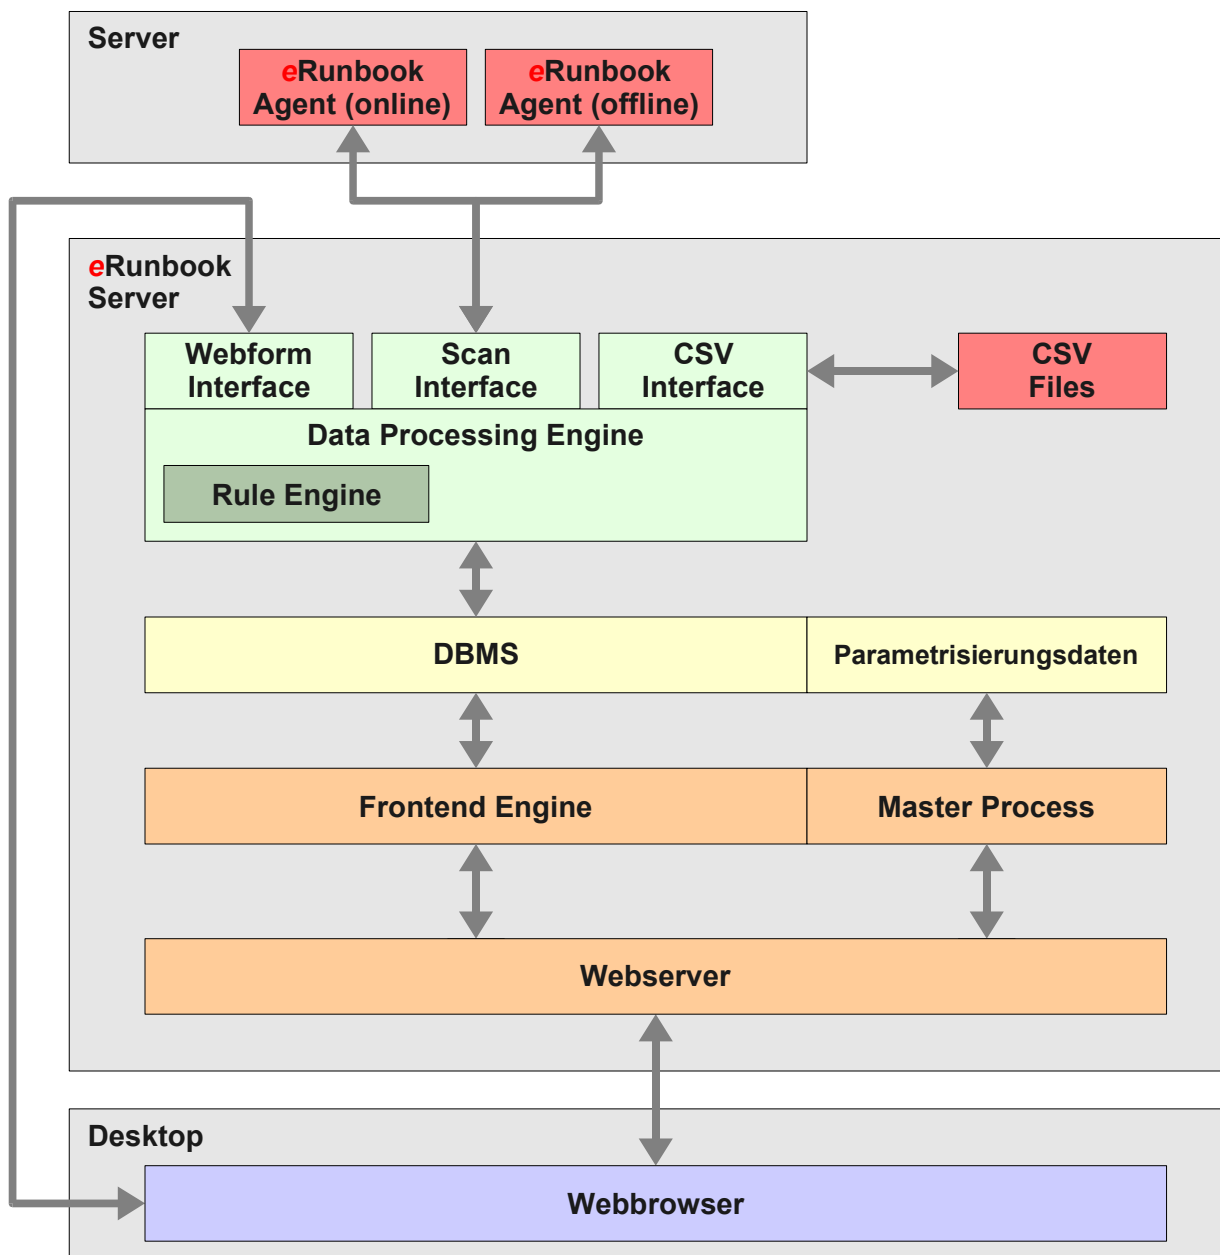 Server
eRunbook
Agent (online)
eRunbook
Agent (offline)
eRunbook
Server
Webform
Interface
Scan
Interface
CSV
Interface
CSV
Files
Data Processing Engine
Rule Engine
DBMS
Parametrisierungsdaten
Frontend Engine
Master Process
Webserver
Desktop
Webbrowser